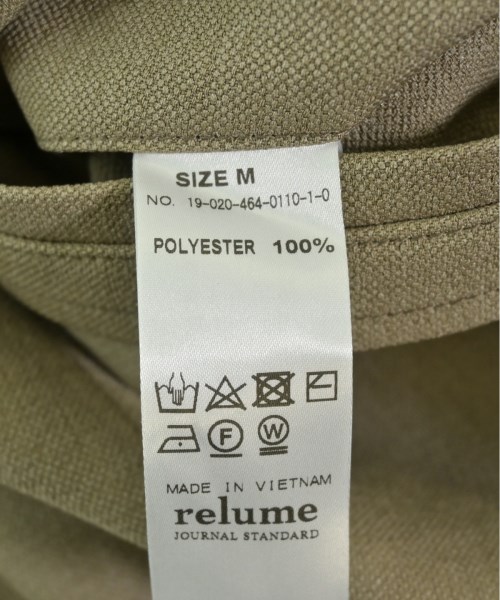 SIZE M
NO. 19-020-464-0110-1-0
POLYESTER 100%
F W
MADE IN VIETNAM
relume
JOURNAL STANDARD